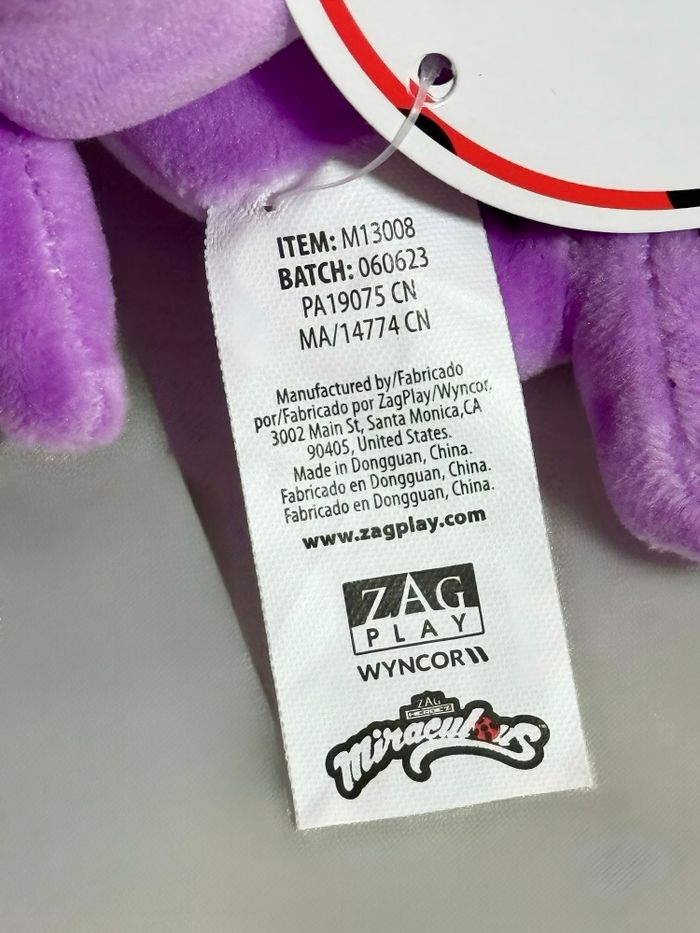 ITEM: M13008
BATCH: 060623
PA19075 CN
MA/14774 CN
Manufactured by/Fabricado
por/Fabricado por ZagPlay/Wyncor.
3002 Main St, Santa Monica,CA
90405, United States.
Made in Dongguan, China.
Fabricado en Dongguan, China.
Fabricado en Dongguan, China.
www.zagplay.com
ZAG
PLAY
WYNCOR
ZAG
HEROEZ
Miraculous